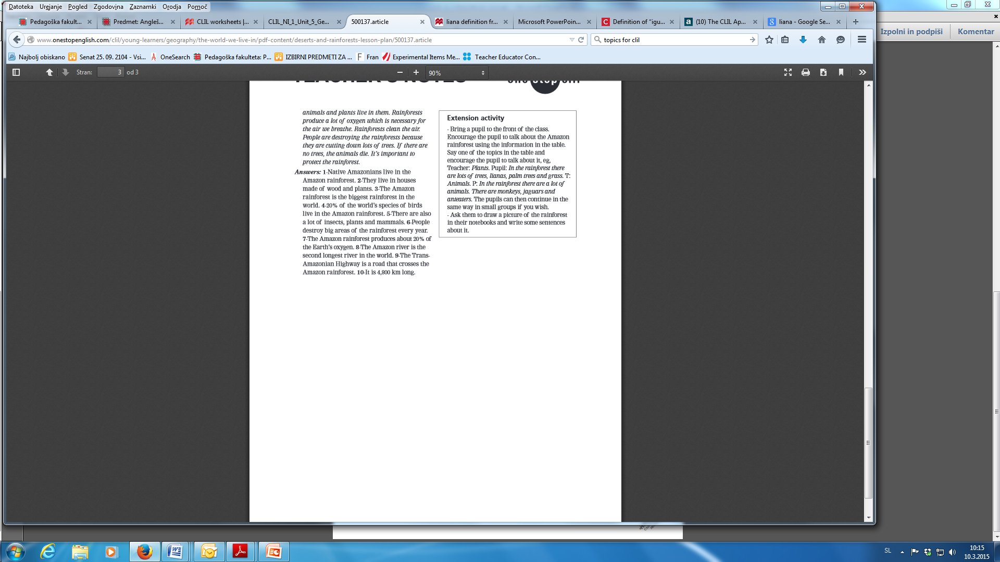 Datoteka Urejanje Pogled Zgodovina Zaznamki Orodja Pomoč
Pedagoška fakult... Predmet: Angleš... CLIL worksheets |... CLIL_NI_1_Unit_5_Ge... 500137.article liana definition fr... Microsoft PowerPoin... Definition of “igu... (10) The CLIL Ap... liana - Google Se...
www.onestopenglish.com/clil/young-learners/geography/the-world-we-live-in/pdf-content/deserts-and-rainforests-lesson-plan/500137.article
topics for clil
Izpolni in podpiši Komentar
Najbolj obiskano Senat 25. 09. 2104 - Vsi... OneSearch Pedagoška fakulteta: P... IZBIRNI PREDMETI ZA ... Fran Experimental Items Me... Teacher Educator Con...
Stran: 3 od 3
90%
animals and plants live in them. Rainforests
produce a lot of oxygen which is necessary for
the air we breathe. Rainforests clean the air.
People are destroying the rainforests because
they are cutting down lots of trees. If there are
no trees, the animals die. It’s important to
protect the rainforest.
Answers: 1-Native Amazonians live in the
Amazon rainforest. 2-They live in houses
made of wood and plants. 3-The Amazon
rainforest is the biggest rainforest in the
world. 4-20% of the world’s species of birds
live in the Amazon rainforest. 5-There are also
a lot of insects, plants and mammals. 6-People
destroy big areas of the rainforest every year.
7-The Amazon rainforest produces about 20% of
the Earth’s oxygen. 8-The Amazon river is the
second longest river in the world. 9-The Trans-
Amazonian Highway is a road that crosses the
Amazon rainforest. 10-It is 4,800 km long.
Extension activity
- Bring a pupil to the front of the class.
Encourage the pupil to talk about the Amazon
rainforest using the information in the table.
Say one of the topics in the table and
encourage the pupil to talk about it, eg,
Teacher: Plants. Pupil: In the rainforest there
are lots of trees, lianas, palm trees and grass. T:
Animals. P: In the rainforest there are a lot of
animals. There are monkeys, jaguars and
anteaters. The pupils can then continue in the
same way in small groups if you wish.
- Ask them to draw a picture of the rainforest
in their notebooks and write some sentences
about it.
SL
10:15
10.3.2015